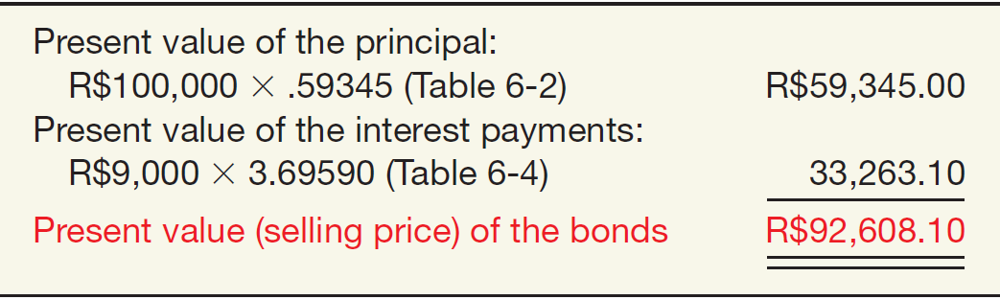 Present value of the principal:
R$100,000 × .59345 (Table 6-2) R$59,345.00
Present value of the interest payments:
R$9,000 × 3.69590 (Table 6-4) 33,263.10
Present value (selling price) of the bonds R$92,608.10